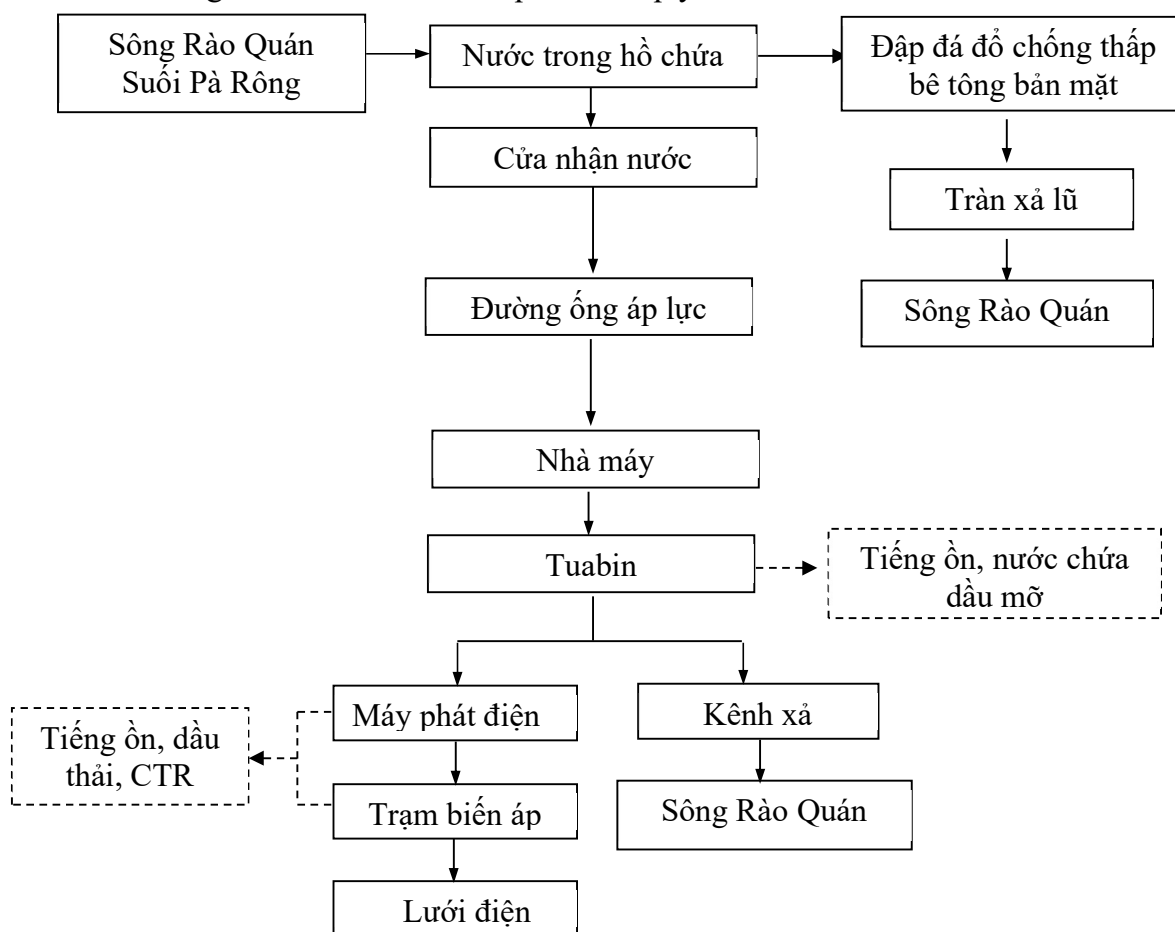 Sông Rào Quán
Suối Pà Rông
Nước trong hồ chứa
Đập đá đổ chống thấp
bê tông bản mặt
Cửa nhận nước
Tràn xả lũ
Đường ống áp lực
Sông Rào Quán
Nhà máy
Tuabin
Tiếng ồn, nước chứa
dầu mỡ
Máy phát điện
Kênh xả
Tiếng ồn, dầu
thải, CTR
Trạm biến áp
Sông Rào Quán
Lưới điện